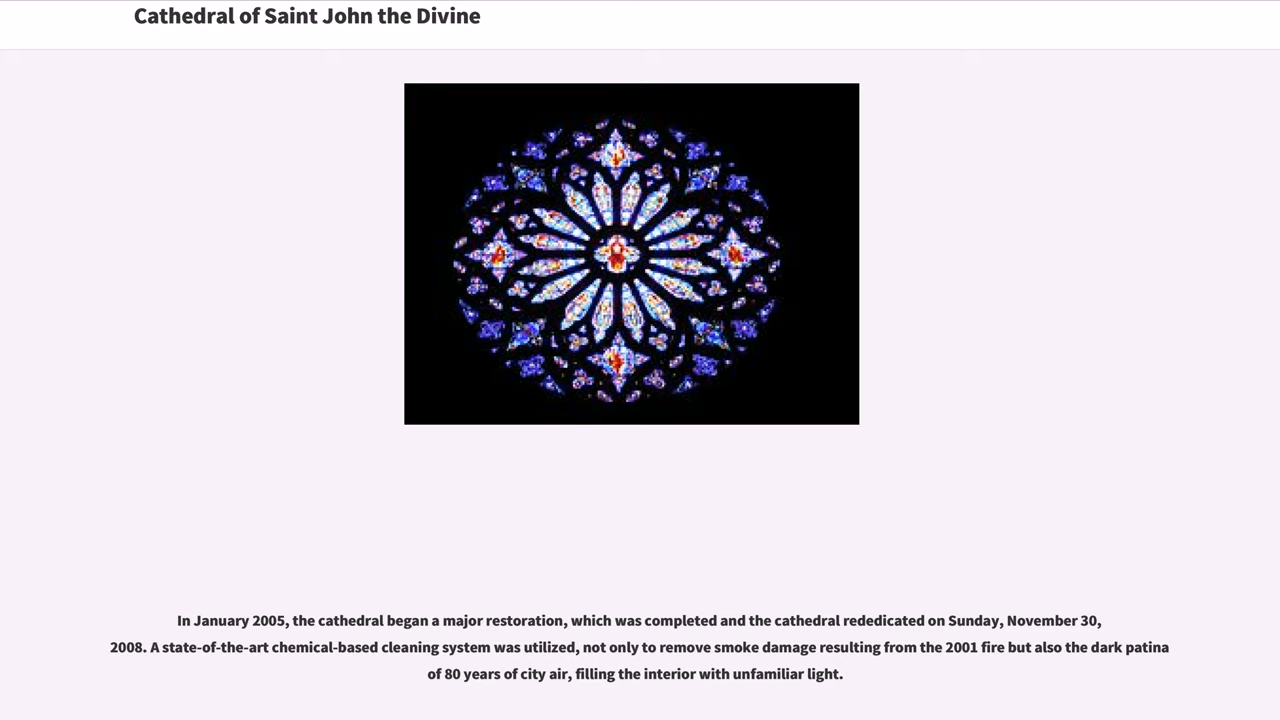 Cathedral of Saint John the Divine
In January 2005, the cathedral began a major restoration, which was completed and the cathedral rededicated on Sunday, November 30,
2008. A state-of-the-art chemical-based cleaning system was utilized, not only to remove smoke damage resulting from the 2001 fire but also the dark patina
of 80 years of city air, filling the interior with unfamiliar light.